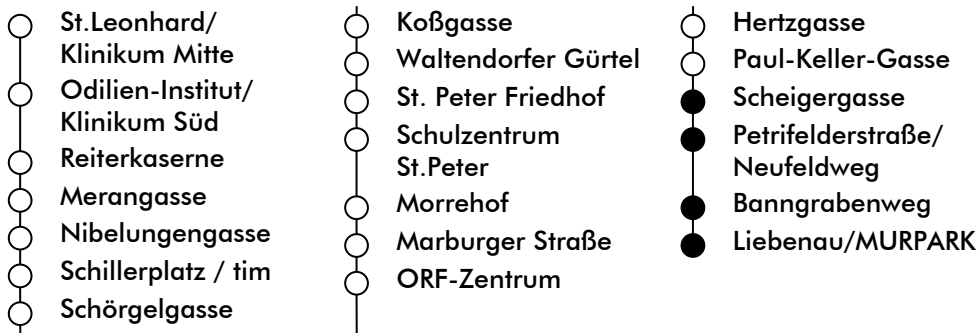 St.Leonhard/
Klinikum Mitte
Odilien-Institut/
Klinikum Süd
Reiterkaserne
Merangasse
Nibelungengasse
Schillerplatz / tim
Schörgelgasse
Koßgasse
Waltendorfer Gürtel
St. Peter Friedhof
Schulzentrum
St.Peter
Morrehof
Marburger Straße
ORF-Zentrum
Hertzgasse
Paul-Keller-Gasse
Scheigergasse
Petrifelderstraße/
Neufeldweg
Banngrabenweg
Liebenau/MURPARK